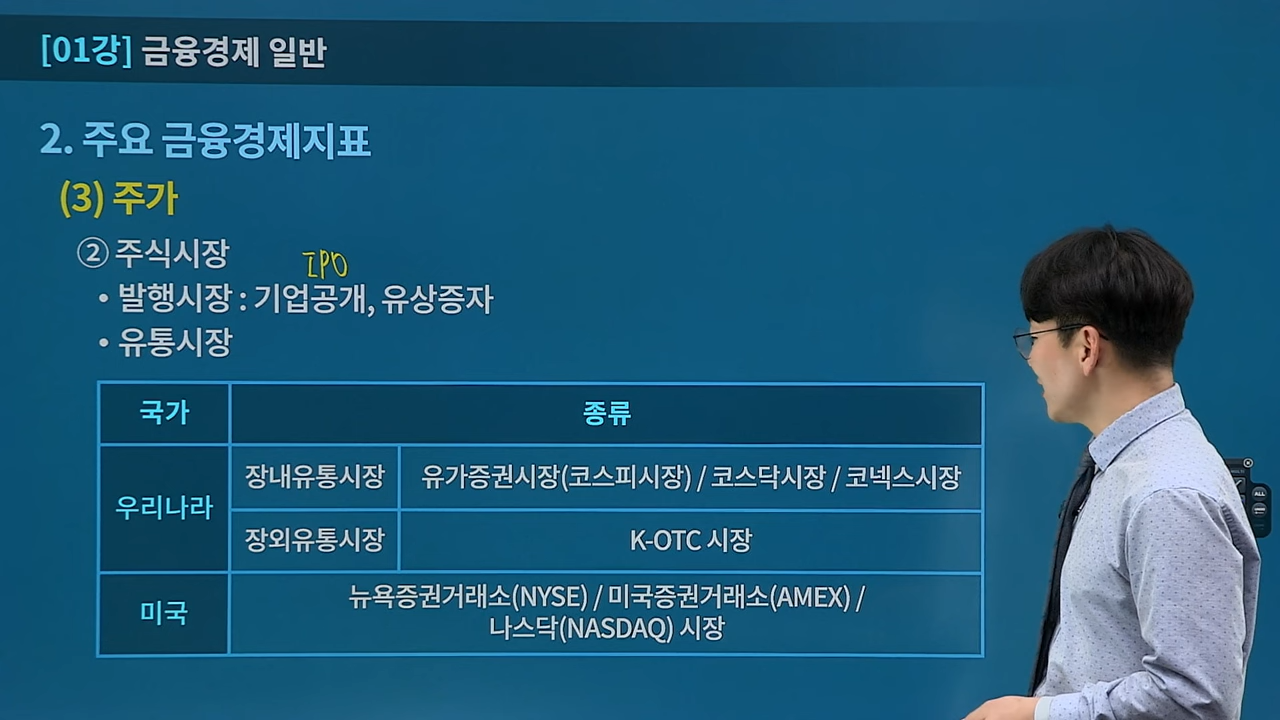 [01강] 금융경제 일반
2. 주요 금융경제지표
(3) 주가
② 주식시장
IPO
• 발행시장 : 기업공개, 유상증자
• 유통시장
국가
종류
우리나라
장내유통시장
유가증권시장(코스피시장) / 코스닥시장 / 코넥스시장
장외유통시장
K-OTC 시장
미국
뉴욕증권거래소(NYSE) / 미국증권거래소(AMEX) /
나스닥(NASDAQ) 시장
ALL